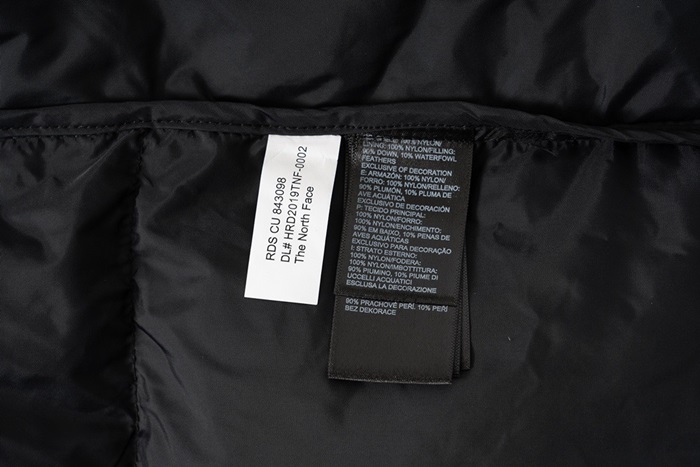 RDS CU 843098
DL# HRD2019TNF-0002
The North Face
100% NYLON/
LINING: 100% NYLON/FILLING:
90% DOWN, 10% WATERFOWL
FEATHERS
EXCLUSIVE OF DECORATION
E: ARMAZÓN: 100% NYLON/
FORRO: 100% NYLON/RELLENO:
90% PLUMÓN, 10% PLUMA DE
AVE ACUÁTICA
EXCLUSIVO DE DECORACIÓN
P: TECIDO PRINCIPAL:
100% NYLON/FORRO:
100% NYLON/ENCHIMENTO:
90% EM BAIXO, 10% PENAS DE
AVES AQUÁTICAS
EXCLUSIVO PARA DECORAÇÃO
I: STRATO ESTERNO:
100% NYLON/FODERA:
100% NYLON/IMBOTTITURA:
90% PIUMINO, 10% PIUME DI
UCCELLI ACQUATICI
ESCLUSA LA DECORAZIONE
90% PRACHOVÉ PEŘÍ, 10% PEŘÍ
BEZ DEKORACE